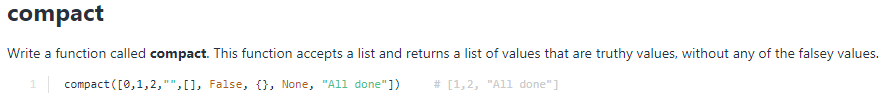 compact
Write a function called compact. This function accepts a list and returns a list of values that are truthy values, without any of the falsey values.
1 compact([0,1,2,"",[], False, {}, None, "All done"]) # [1,2, "All done"]